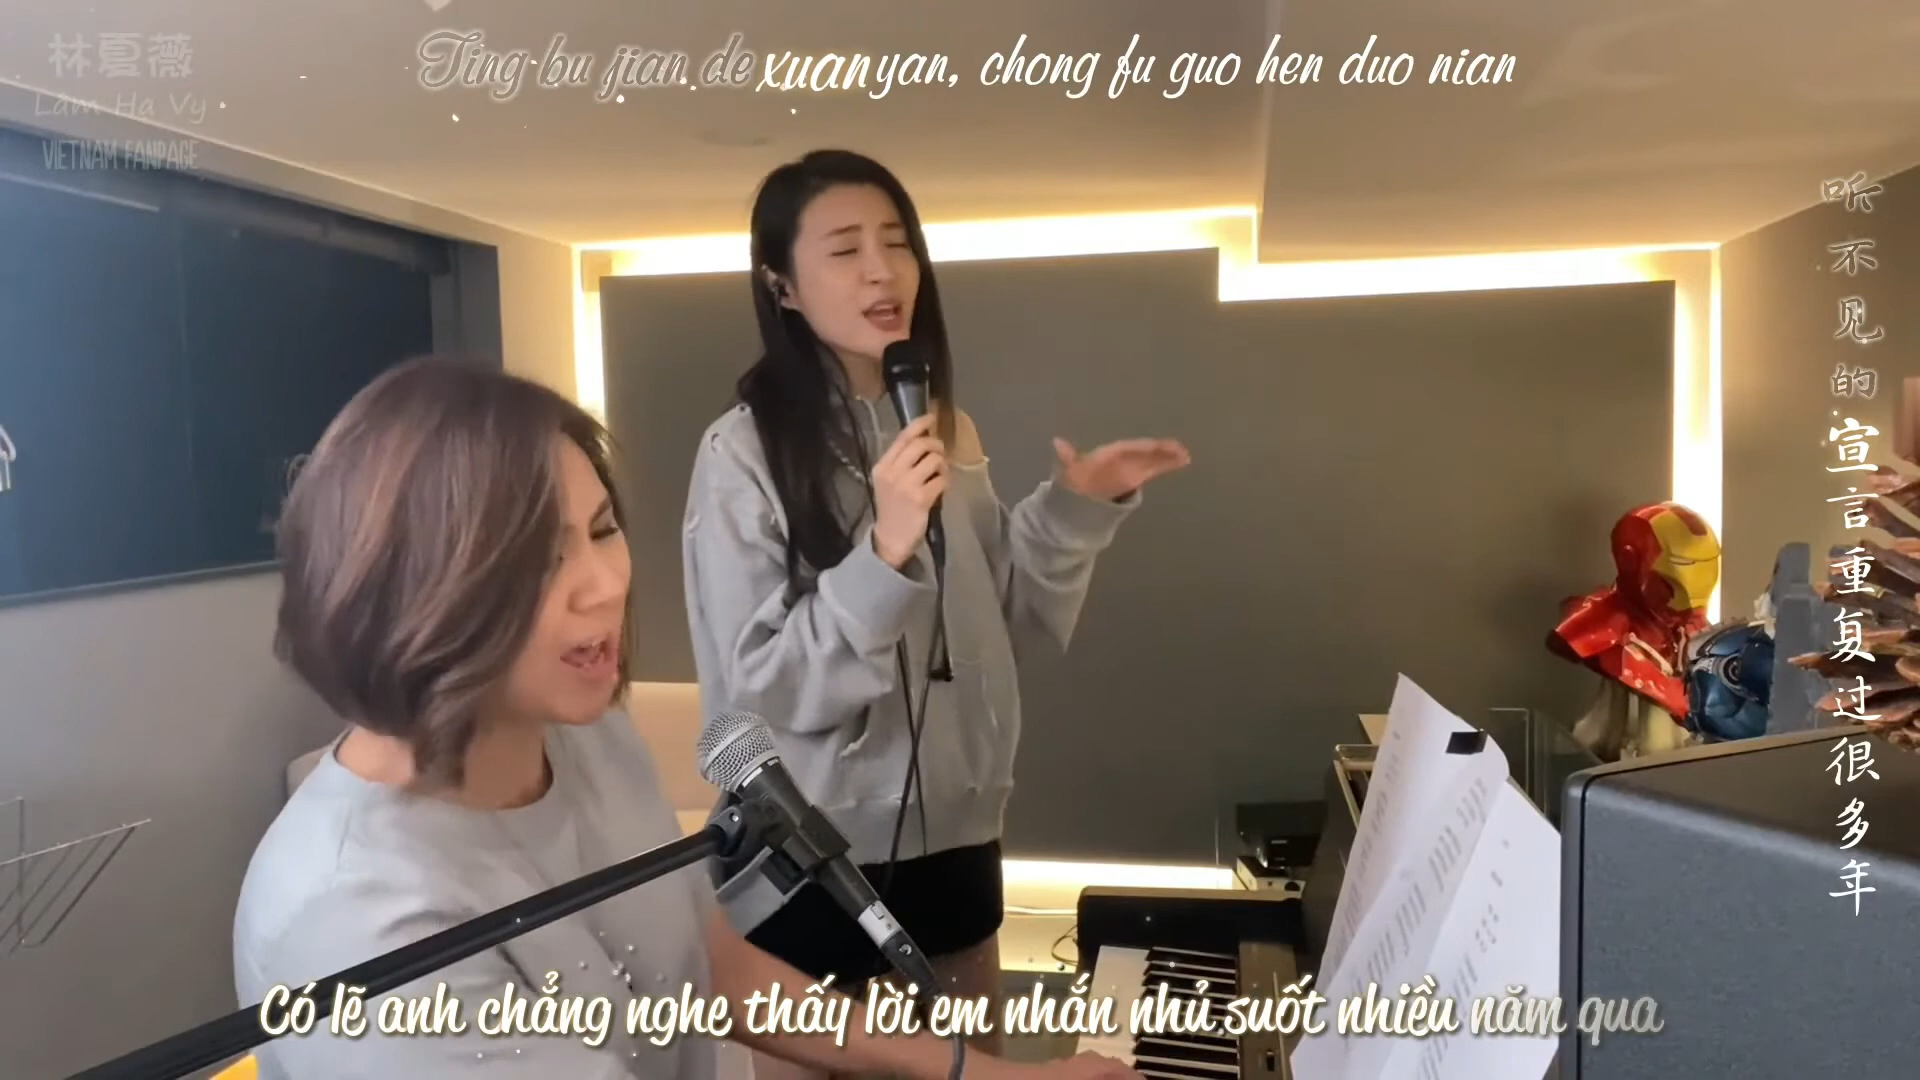 林夏薇
Lâm Hạ Vy
VIETNAM FANPAGE
Ting bu jian de xuan yan, chong fu guo hen duo nian
听不见的宣言重复过很多年
Có lẽ anh chẳng nghe thấy lời em nhắn nhủ suốt nhiều năm qua